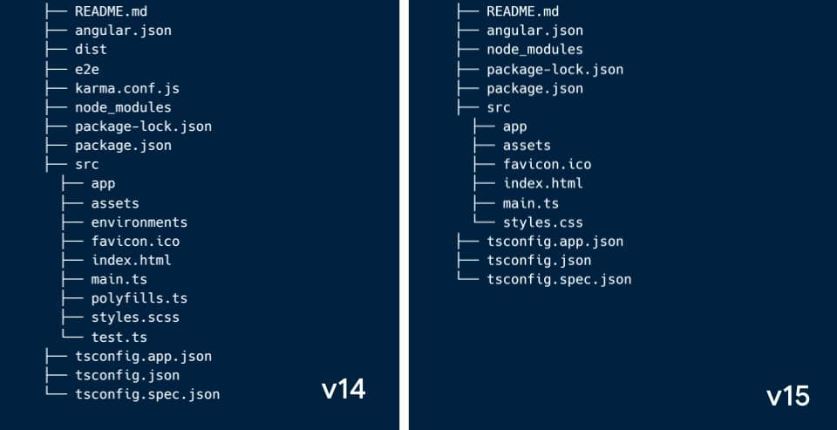 ├── README.md
├── angular.json
├── dist
├── e2e
├── karma.conf.js
├── node_modules
├── package-lock.json
├── package.json
├── src
│   ├── app
│   ├── assets
│   ├── environments
│   ├── favicon.ico
│   ├── index.html
│   ├── main.ts
│   ├── polyfills.ts
│   ├── styles.scss
│   └── test.ts
├── tsconfig.app.json
├── tsconfig.json
└── tsconfig.spec.json
v14
├── README.md
├── angular.json
├── node_modules
├── package-lock.json
├── package.json
├── src
│   ├── app
│   ├── assets
│   ├── favicon.ico
│   ├── index.html
│   ├── main.ts
│   └── styles.css
├── tsconfig.app.json
├── tsconfig.json
└── tsconfig.spec.json
v15